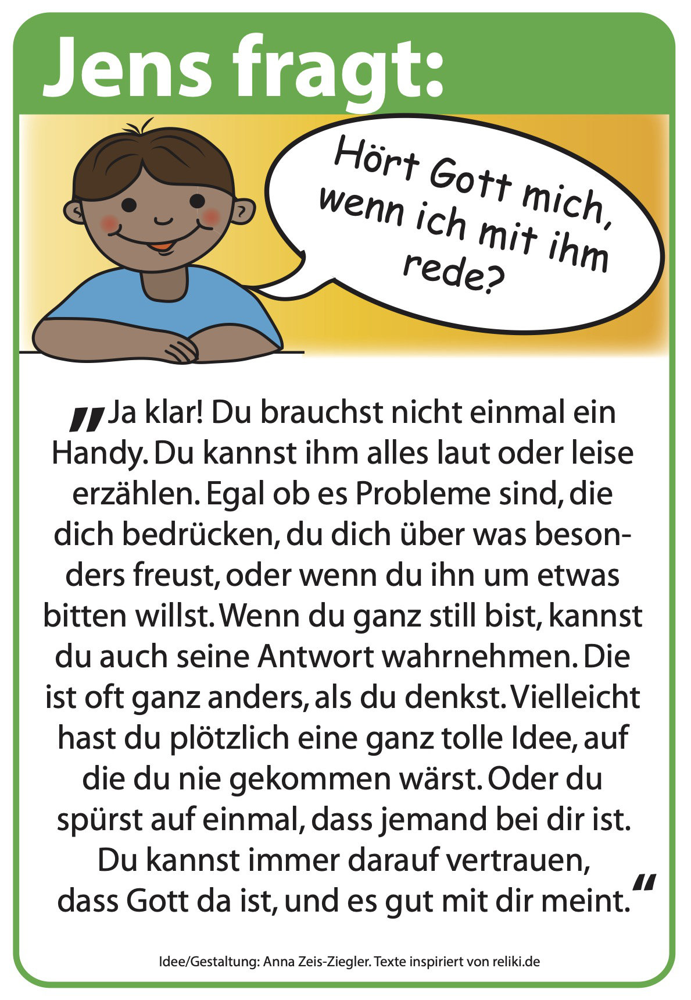 Jens fragt:
Hört Gott mich,
wenn ich mit ihm
rede?
„Ja klar! Du brauchst nicht einmal ein
Handy. Du kannst ihm alles laut oder leise
erzählen. Egal ob es Probleme sind, die
dich bedrücken, du dich über was beson-
ders freust, oder wenn du ihn um etwas
bitten willst. Wenn du ganz still bist, kannst
du auch seine Antwort wahrnehmen. Die
ist oft ganz anders, als du denkst. Vielleicht
hast du plötzlich eine ganz tolle Idee, auf
die du nie gekommen wärst. Oder du
spürst auf einmal, dass jemand bei dir ist.
Du kannst immer darauf vertrauen,
dass Gott da ist, und es gut mit dir meint.“
Idee/Gestaltung: Anna Zeis-Ziegler. Texte inspiriert von reliki.de